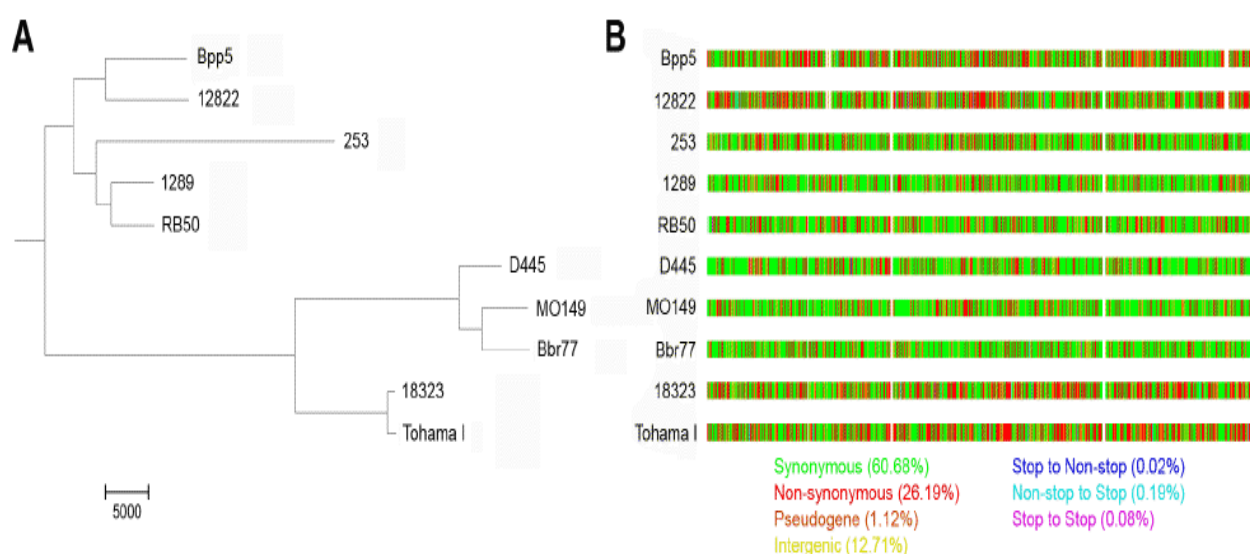 A
Bpp5
12822
253
1289
RB50
D445
MO149
Bbr77
18323
Tohama I
5000
B
Bpp5
12822
253
1289
RB50
D445
MO149
Bbr77
18323
Tohama I
Synonymous (60.68%)
Non-synonymous (26.19%)
Pseudogene (1.12%)
Intergenic (12.71%)
Stop to Non-stop (0.02%)
Non-stop to Stop (0.19%)
Stop to Stop (0.08%)